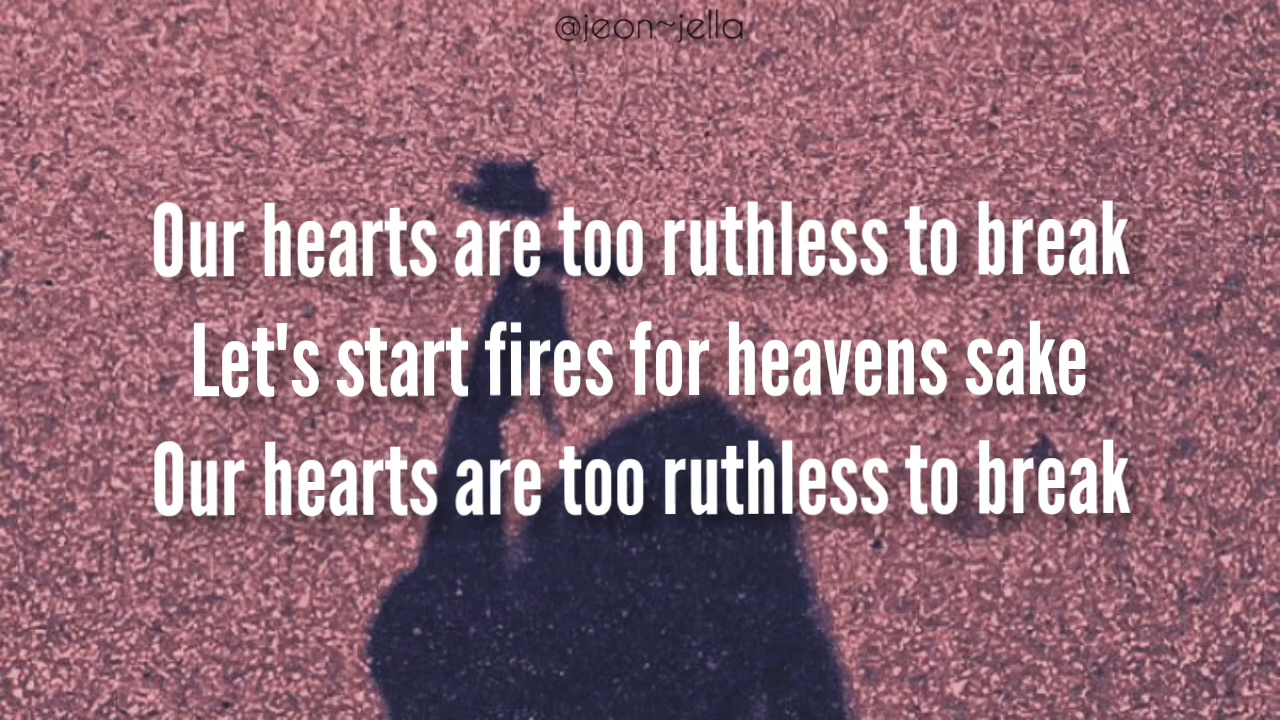 @jeon~jella
Our hearts are too ruthless to break
Let's start fires for heavens sake
Our hearts are too ruthless to break